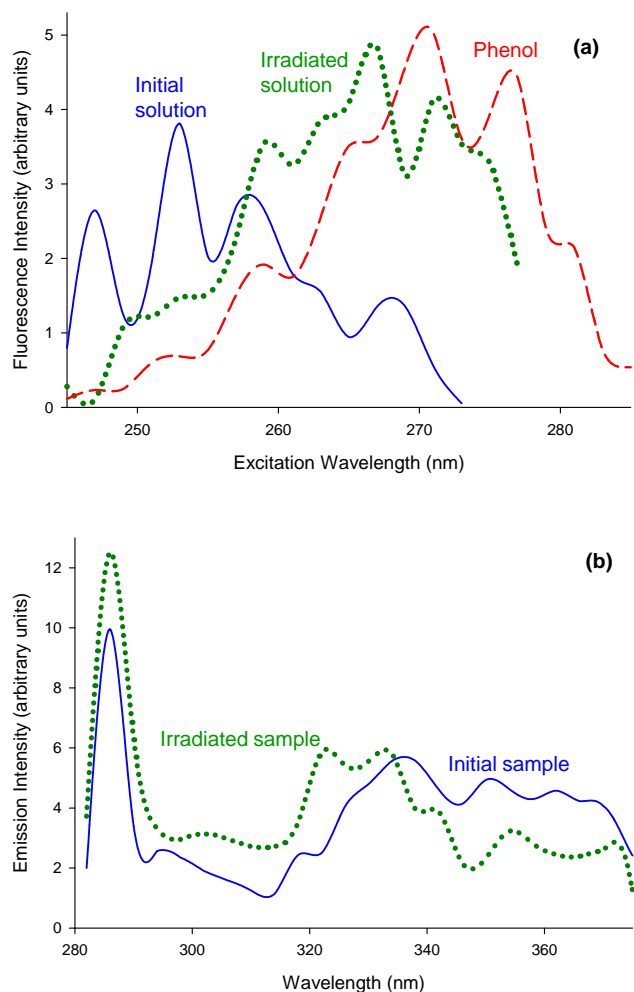 (a)
Initial
solution
Irradiated
solution
Phenol
Fluorescence Intensity (arbitrary units)
5
4
3
2
1
0
250 260 270 280
Excitation Wavelength (nm)
(b)
Irradiated sample
Initial sample
Emission Intensity (arbitrary units)
12
10
8
6
4
2
0
280 300 320 340 360
Wavelength (nm)